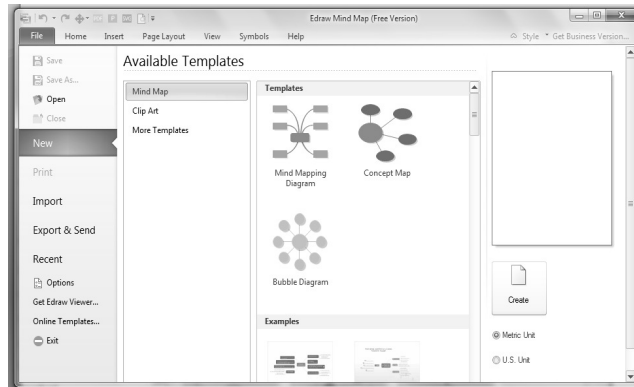 Edraw Mind Map (Free Version)
File Home Insert Page Layout View Symbols Help Style Get Business Version...
Save
Save As...
Open
Close
New
Print
Import
Export & Send
Recent
Options
Get Edraw Viewer...
Online Templates...
Exit
Available Templates
Mind Map
Clip Art
More Templates
Templates
Mind Mapping
Diagram
Concept Map
Bubble Diagram
Examples
Create
Metric Unit
U.S. Unit